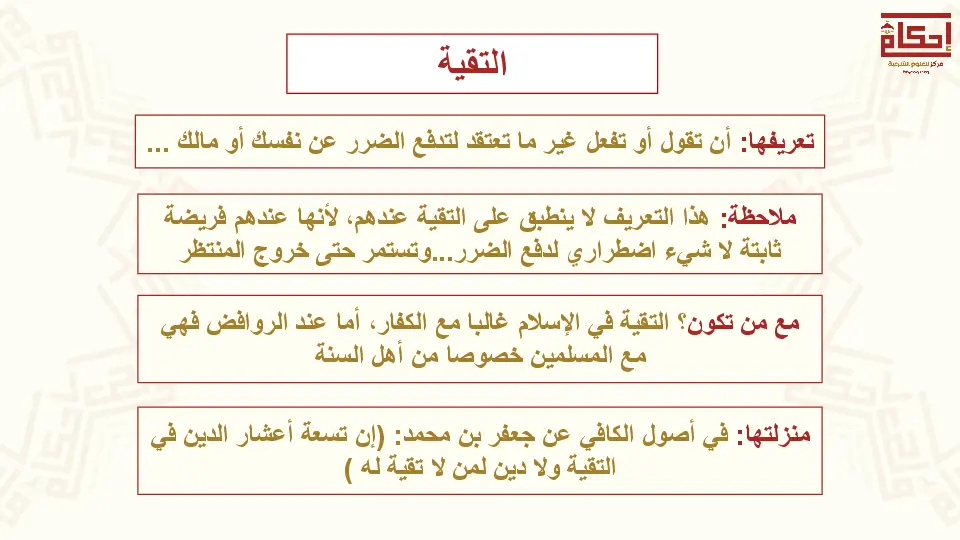 إحكام
مركز للعلوم الشرعية
التقية
تعريفها: أن تقول أو تفعل غير ما تعتقد لتدفع الضرر عن نفسك أو مالك ...
ملاحظة: هذا التعريف لا ينطبق على التقية عندهم، لأنها عندهم فريضة
ثابتة لا شيء اضطراري لدفع الضرر...وتستمر حتى خروج المنتظر
مع من تكون؟ التقية في الإسلام غالبا مع الكفار، أما عند الروافض فهي
مع المسلمين خصوصا من أهل السنة
منزلتها: في أصول الكافي عن جعفر بن محمد: (إن تسعة أعشار الدين في
التقية ولا دين لمن لا تقية له )